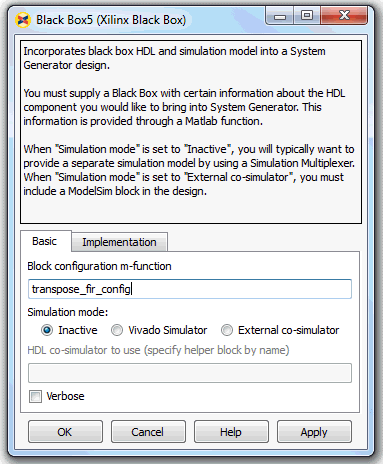 Black Box5 (Xilinx Black Box)
Incorporates black box HDL and simulation model into a System
Generator design.
You must supply a Black Box with certain information about the HDL
component you would like to bring into System Generator. This
information is provided through a Matlab function.
When "Simulation mode" is set to "Inactive", you will typically want to
provide a separate simulation model by using a Simulation Multiplexer.
When "Simulation mode" is set to "External co-simulator", you must
include a ModelSim block in the design.
Basic Implementation
Block configuration m-function
transpose_fir_config
Simulation mode:
Inactive Vivado Simulator External co-simulator
HDL co-simulator to use (specify helper block by name)
Verbose
OK Cancel Help Apply